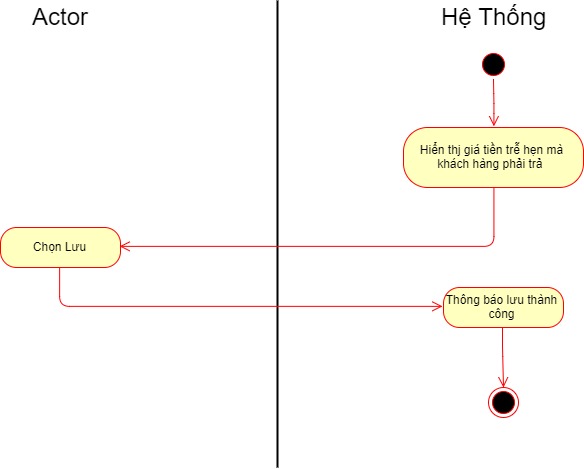 Actor
Hệ Thống
Hiển thị giá tiền trễ hẹn mà
khách hàng phải trả
Chọn Lưu
Thông báo lưu thành
công